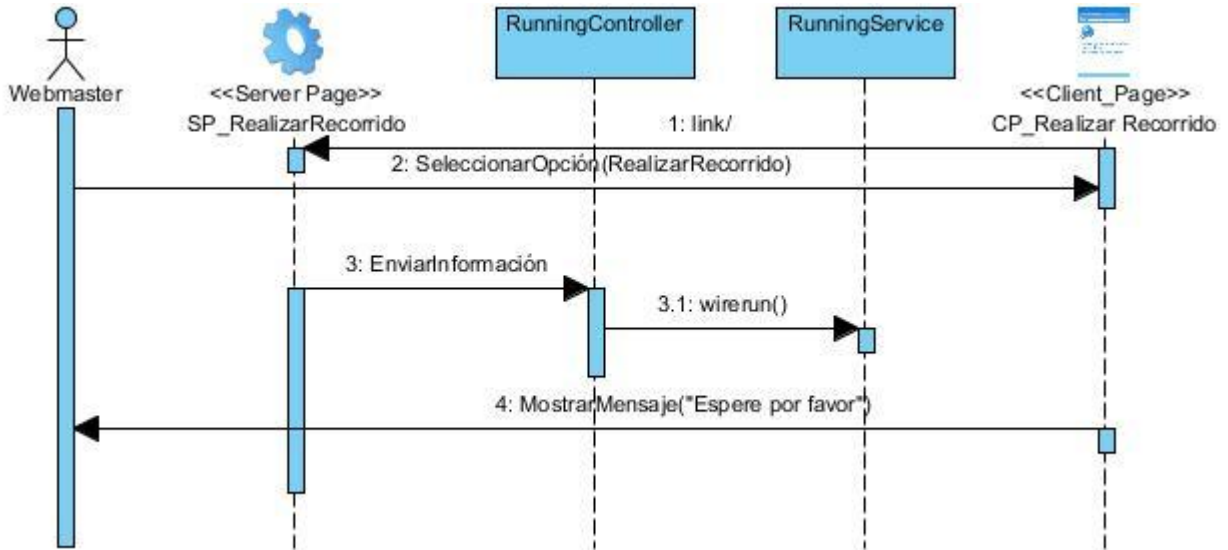 RunningController
RunningService
Webmaster
<<Server Page>>
SP_RealizarRecorrido
<<Client_Page>>
CP_Realizar Recorrido
1: link/
2: SeleccionarOpción(RealizarRecorrido)
3: EnviarInformación
3.1: wirerun()
4: MostrarMensaje("Espere por favor")